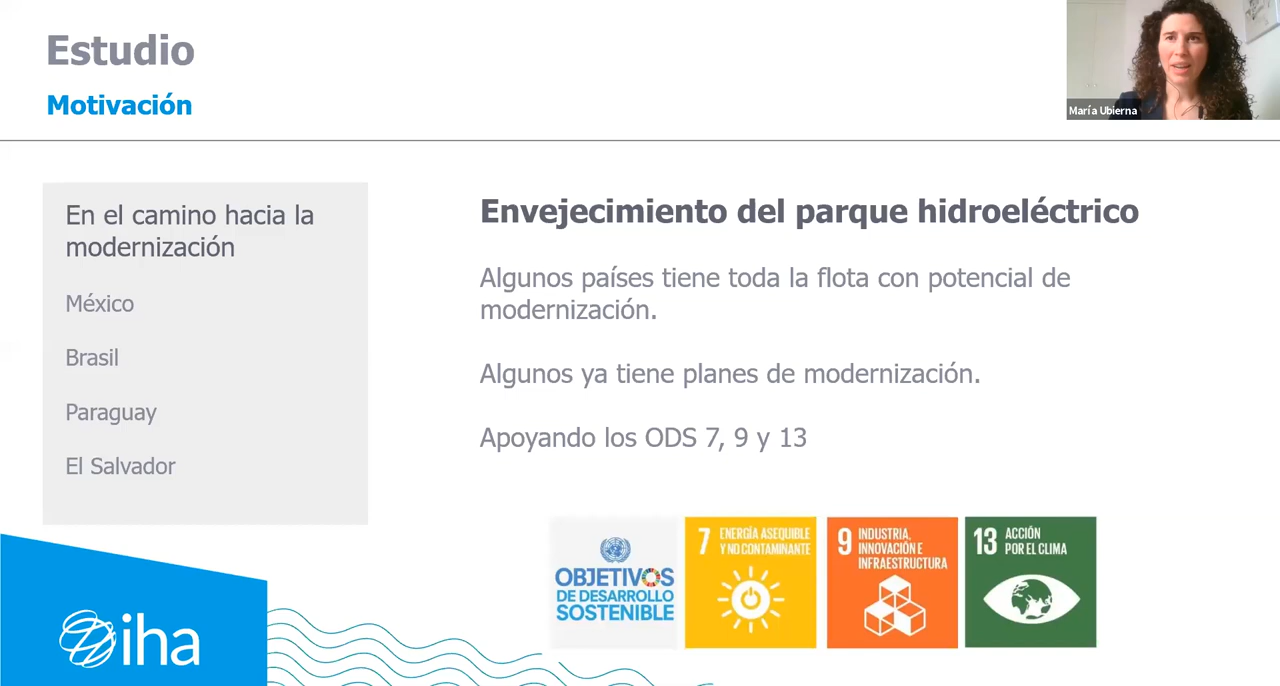 Estudio
Motivación
María Ubierna
En el camino hacia la
modernización
México
Brasil
Paraguay
El Salvador
Envejecimiento del parque hidroeléctrico
Algunos países tiene toda la flota con potencial de
modernización.
Algunos ya tiene planes de modernización.
Apoyando los ODS 7, 9 y 13
OBJETIVOS
DE DESARROLLO
SOSTENIBLE
7 ENERGÍA ASEQUIBLE
Y NO CONTAMINANTE
9 INDUSTRIA,
INNOVACIÓN E
INFRAESTRUCTURA
13 ACCIÓN
POR EL CLIMA
iha